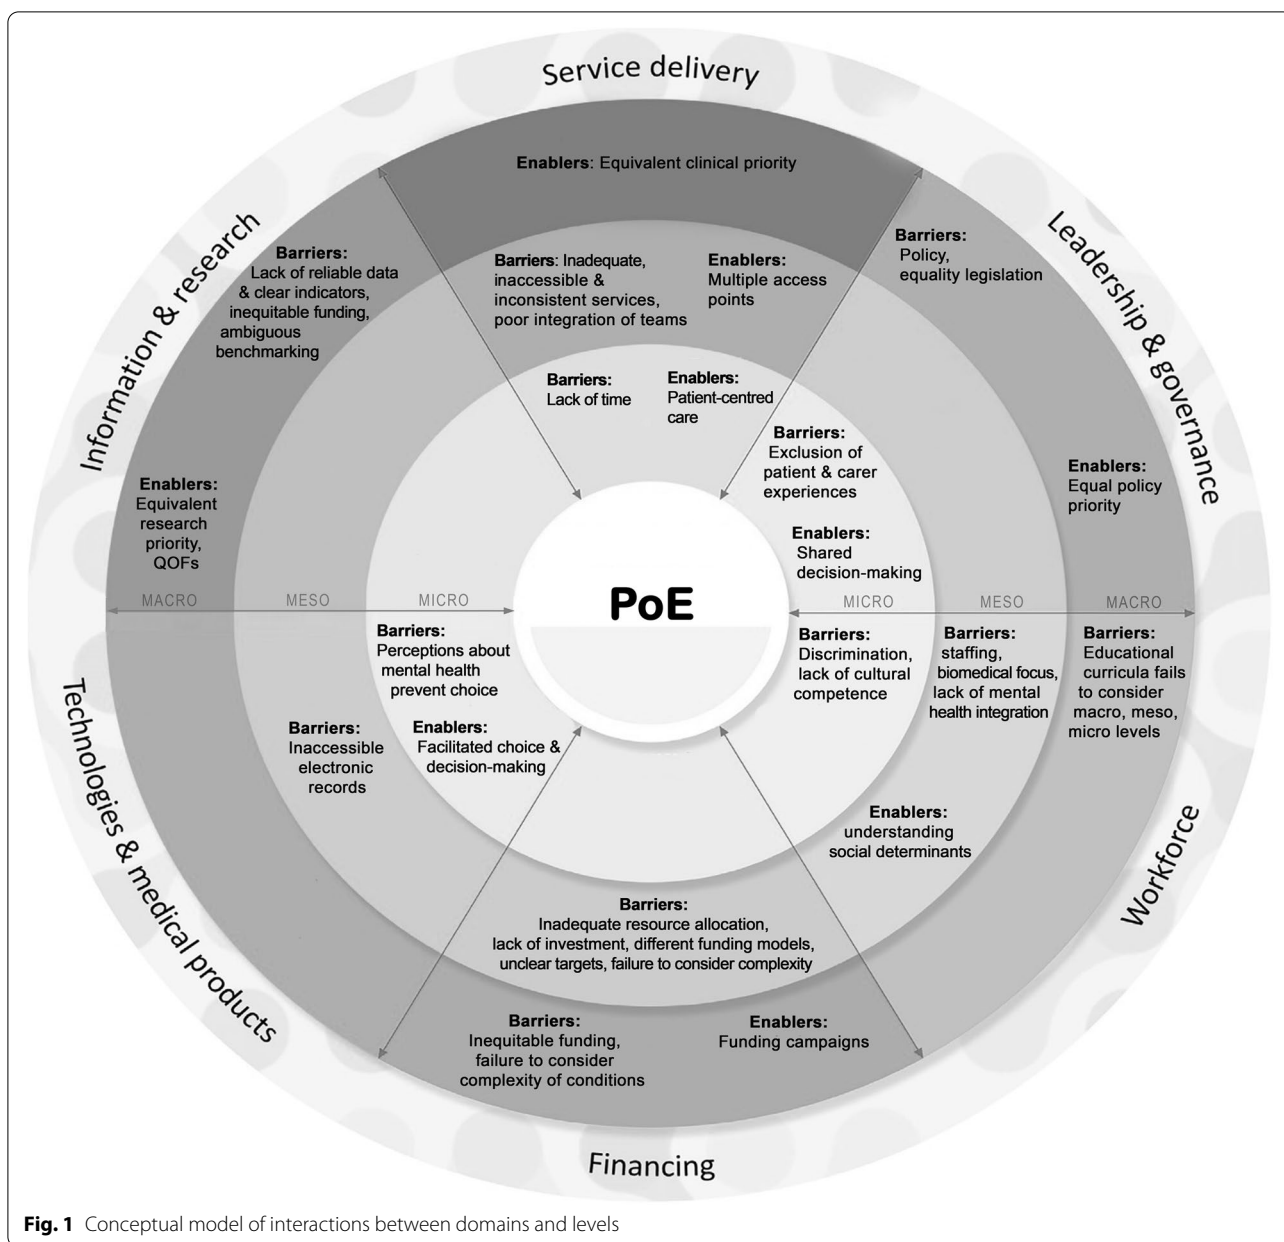 Service delivery
Enablers: Equivalent clinical priority
Barriers: Inadequate,
inaccessible &
inconsistent services,
poor integration of teams
Enablers:
Multiple access
points
Barriers:
Lack of time
Enablers:
Patient-centred
care
Leadership & governance
Barriers:
Policy,
equality legislation
Enablers:
Equal policy
priority
Barriers:
Exclusion of
patient & carer
experiences
Enablers:
Shared
decision-making
Information & research
Barriers:
Lack of reliable data
& clear indicators,
inequitable funding,
ambiguous
benchmarking
Enablers:
Equivalent
research
priority,
QOFs
MACRO
MESO
MICRO
PoE
MICRO
MESO
MACRO
Technologies & medical products
Barriers:
Perceptions about
mental health
prevent choice
Enablers:
Facilitated choice &
decision-making
Barriers:
Inaccessible
electronic
records
Workforce
Barriers:
Discrimination,
lack of cultural
competence
Barriers:
staffing,
biomedical focus,
lack of mental
health integration
Barriers:
Educational
curricula fails
to consider
macro, meso,
micro levels
Enablers:
understanding
social determinants
Barriers:
Inadequate resource allocation,
lack of investment, different funding models,
unclear targets, failure to consider complexity
Barriers:
Inequitable funding,
failure to consider
complexity of conditions
Enablers:
Funding campaigns
Financing
Fig. 1 Conceptual model of interactions between domains and levels